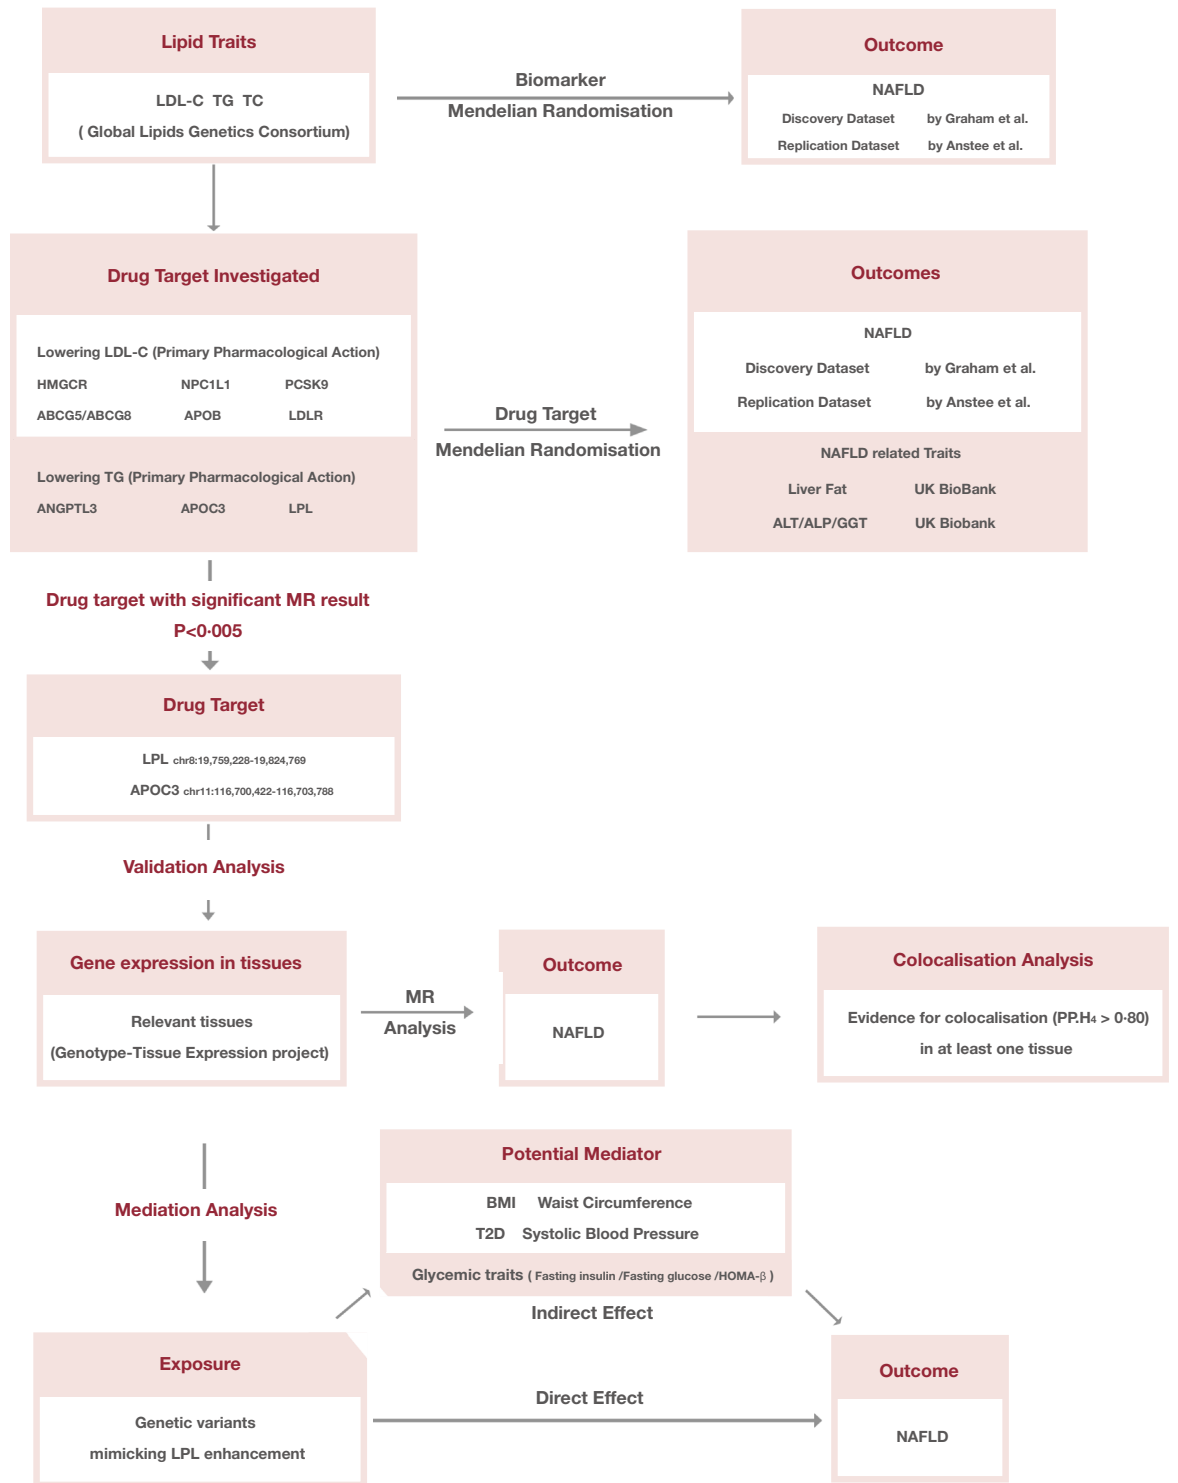 Lipid Traits
LDL-C TG TC
( Global Lipids Genetics Consortium)
Biomarker
Mendelian Randomisation
Outcome
NAFLD
Discovery Dataset by Graham et al.
Replication Dataset by Anstee et al.
Drug Target Investigated
Lowering LDL-C (Primary Pharmacological Action)
HMGCR NPC1L1 PCSK9
ABCG5/ABCG8 APOB LDLR
Lowering TG (Primary Pharmacological Action)
ANGPTL3 APOC3 LPL
Drug Target
Mendelian Randomisation
Outcomes
NAFLD
Discovery Dataset by Graham et al.
Replication Dataset by Anstee et al.
NAFLD related Traits
Liver Fat UK BioBank
ALT/ALP/GGT UK Biobank
Drug target with significant MR result
P<0·005
Drug Target
LPL chr8:19,759,228-19,824,769
APOC3 chr11:116,700,422-116,703,788
Validation Analysis
Gene expression in tissues
Relevant tissues
(Genotype-Tissue Expression project)
MR
Analysis
Outcome
NAFLD
Colocalisation Analysis
Evidence for colocalisation (PP.H₄ > 0·80)
in at least one tissue
Mediation Analysis
Potential Mediator
BMI Waist Circumference
T2D Systolic Blood Pressure
Glycemic traits ( Fasting insulin /Fasting glucose /HOMA-β )
Indirect Effect
Exposure
Genetic variants
mimicking LPL enhancement
Direct Effect
Outcome
NAFLD